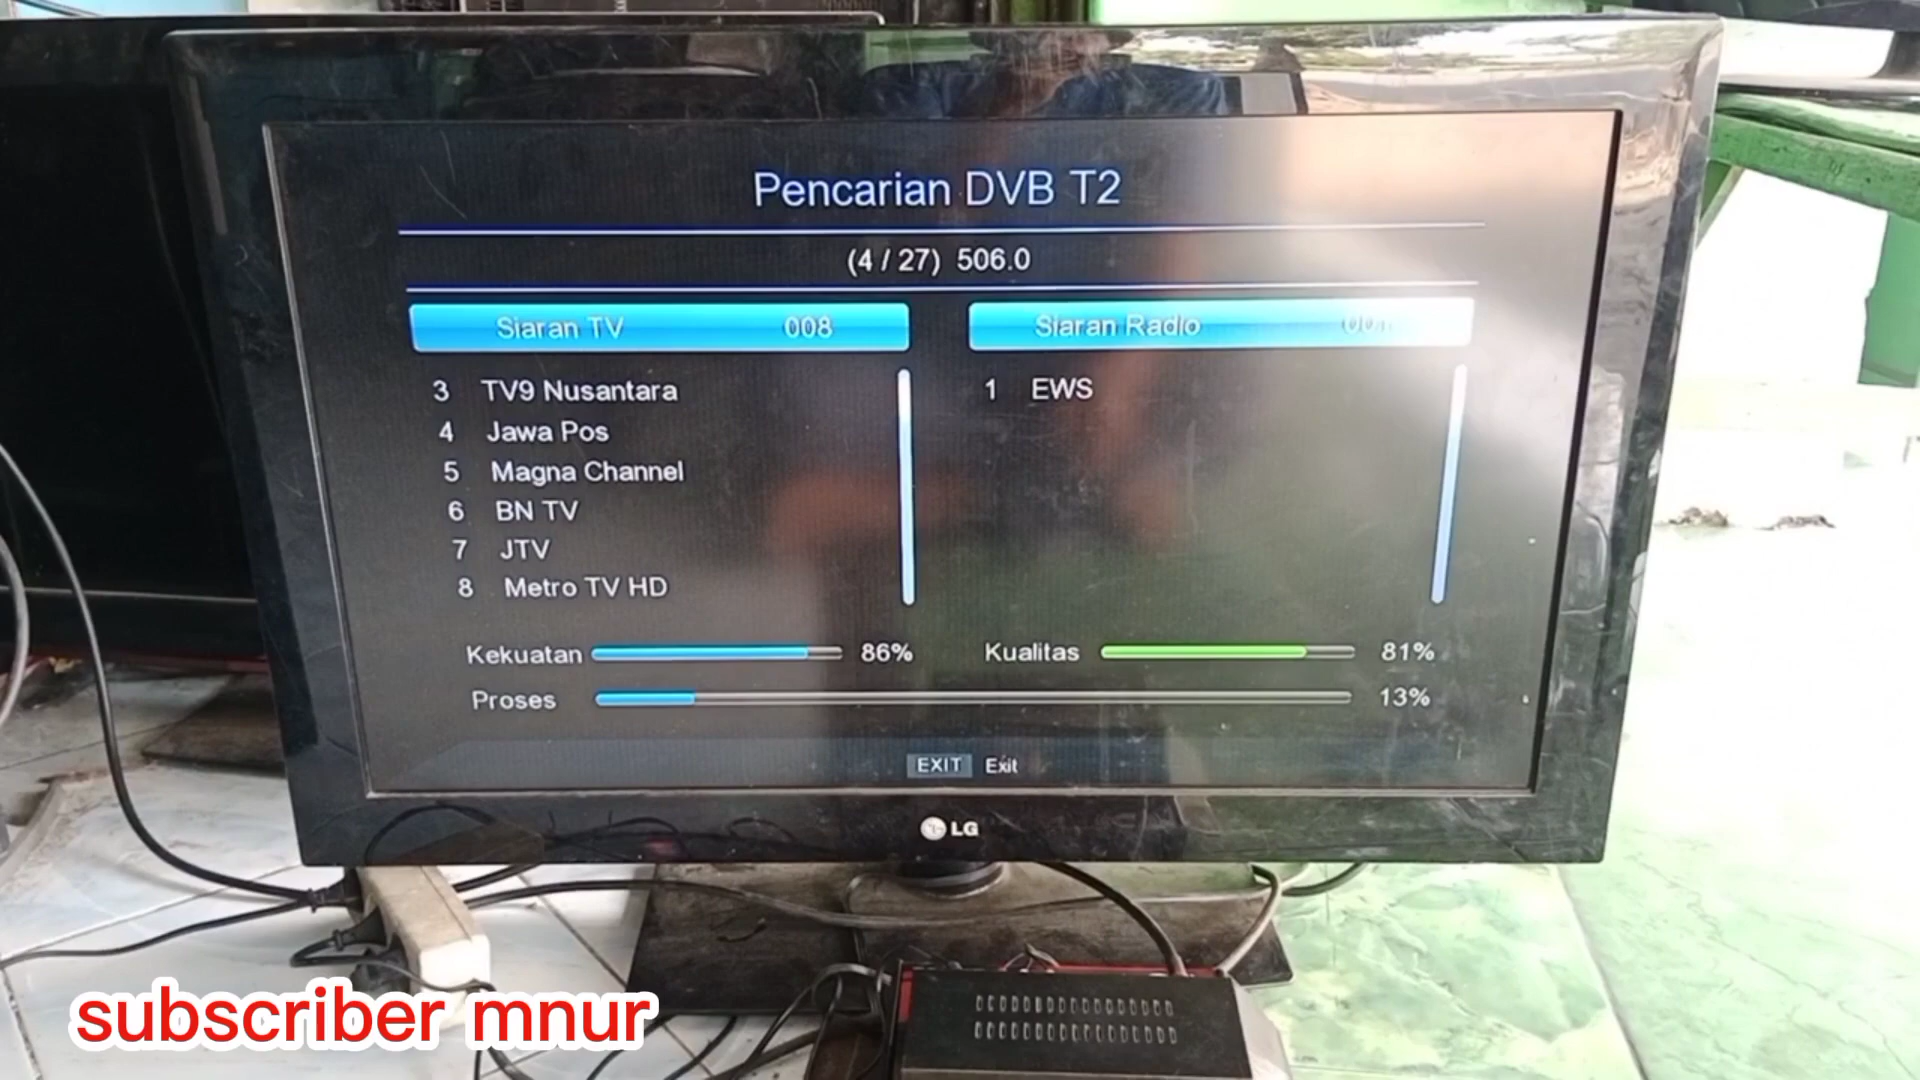 Pencarian DVB T2
(4 / 27) 506.0
Siaran TV 008
Siaran Radio
3 TV9 Nusantara
4 Jawa Pos
5 Magna Channel
6 BN TV
7 JTV
8 Metro TV HD
1 EWS
Kekuatan 86%
Kualitas 81%
Proses 13%
EXIT Exit
LG
subscriber mnur